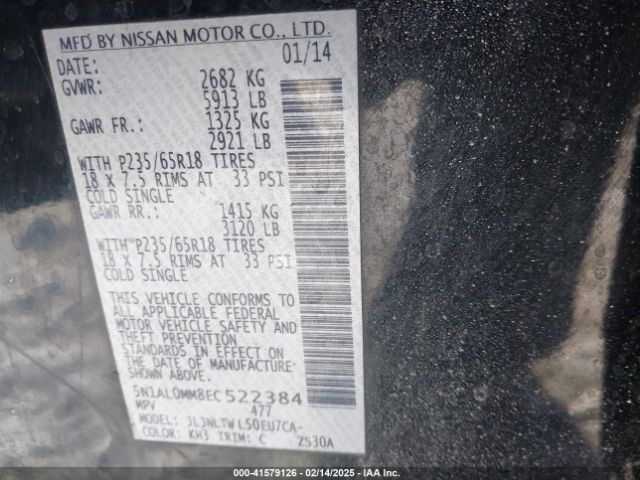 MFD BY NISSAN MOTOR CO., LTD.
DATE: 01/14
GVWR: 2682 KG
5913 LB
GAWR FR.: 1325 KG
2921 LB
WITH P235/65R18 TIRES
18 X 7.5 RIMS AT 33 PSI
COLD SINGLE
GAWR RR.: 1415 KG
3120 LB
WITH P235/65R18 TIRES
18 X 7.5 RIMS AT 33 PSI
COLD SINGLE
THIS VEHICLE CONFORMS TO
ALL APPLICABLE FEDERAL
MOTOR VEHICLE SAFETY AND
THEFT PREVENTION
STANDARDS IN EFFECT ON
THE DATE OF MANUFACTURE
SHOWN ABOVE.
5N1AL0MM8EC522384
MPV 477
MODEL: JLJNLTWL50EU7CA-
COLOR: KH3 TRIM: C ZS30A
000-41579126 - 02/14/2025 - IAAI.COM